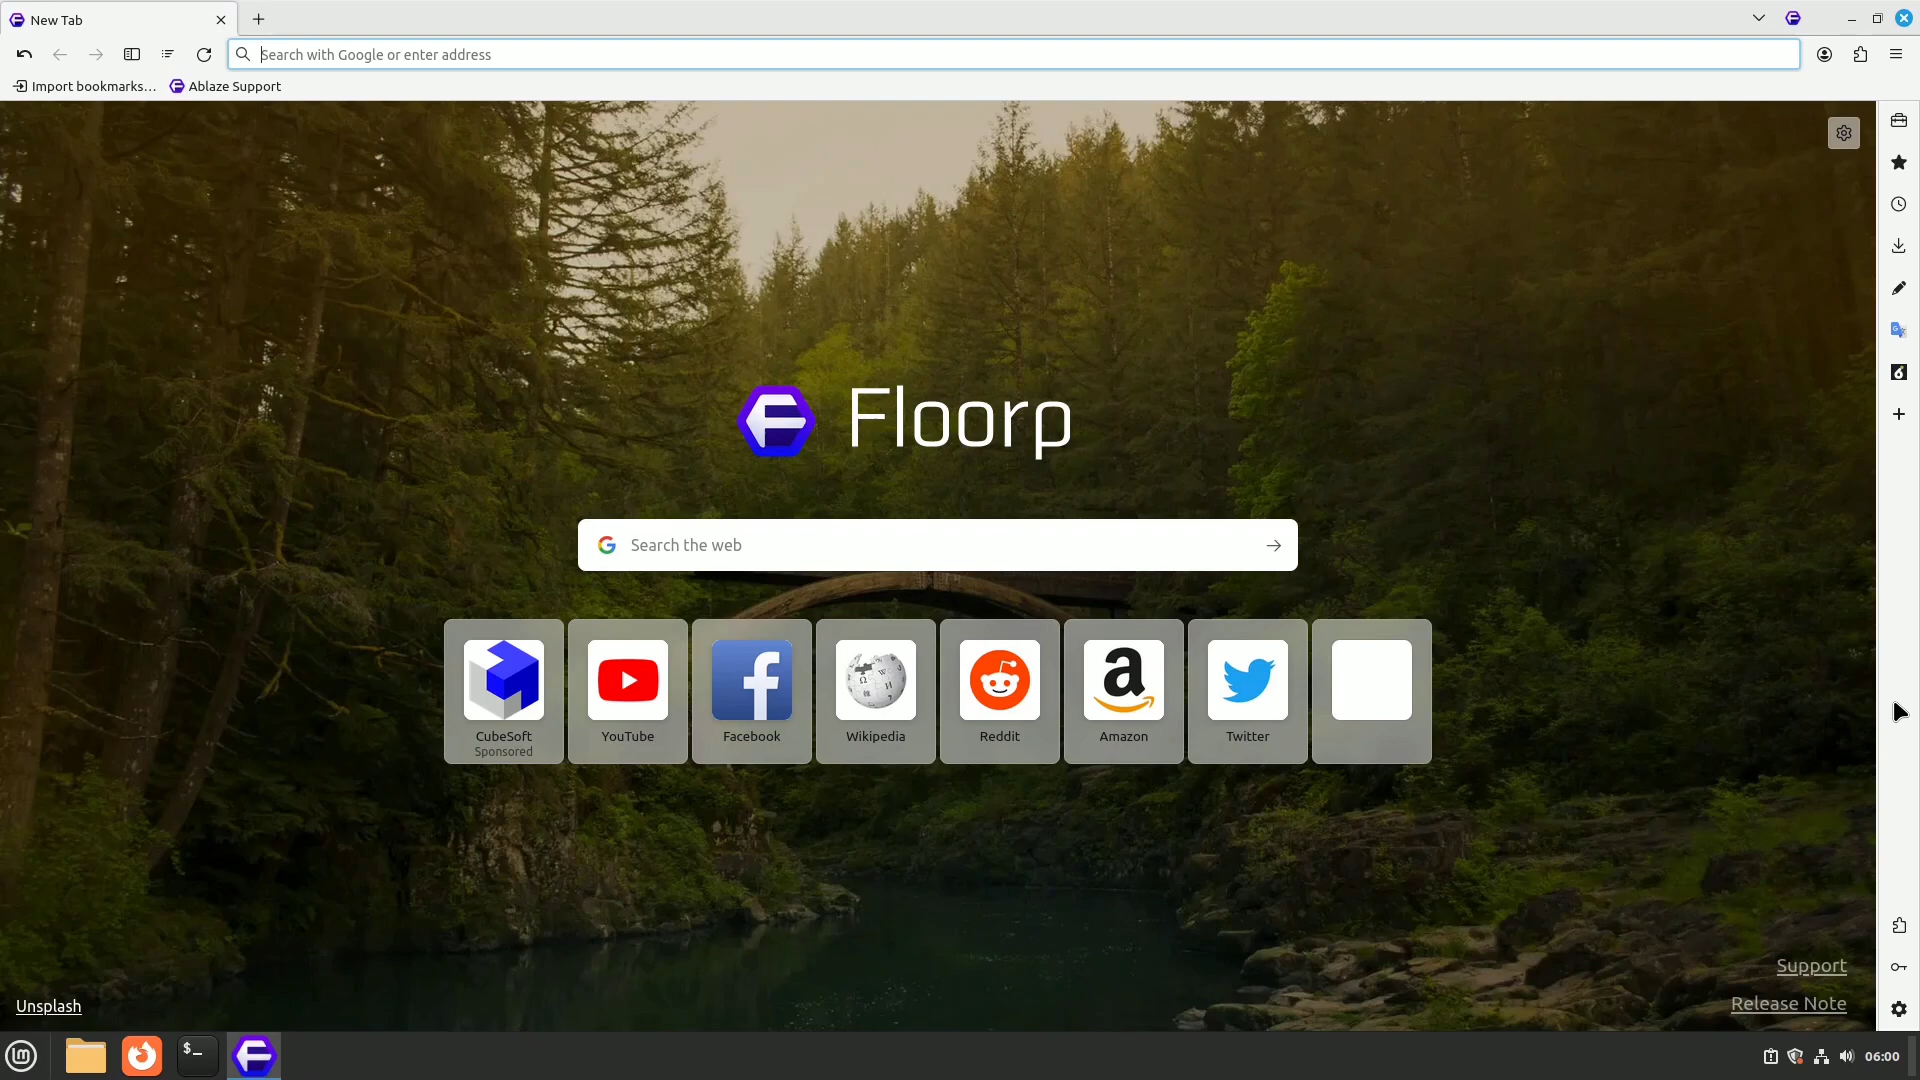 New Tab
Search with Google or enter address
Import bookmarks...
Ablaze Support
Floorp
Search the web
CubeSoft
Sponsored
YouTube
Facebook
Wikipedia
Reddit
Amazon
Twitter
Support
Release Note
Unsplash
06:00